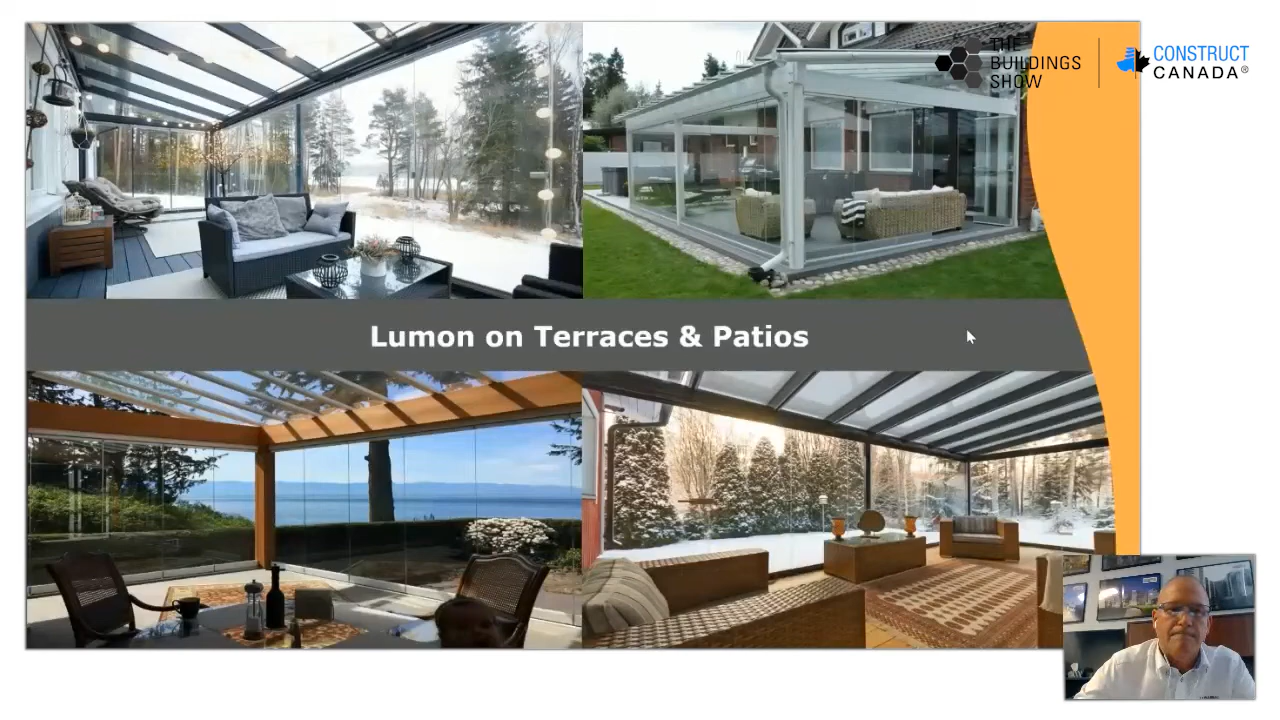 THE
BUILDINGS
SHOW
CONSTRUCT
CANADA®
Lumon on Terraces & Patios